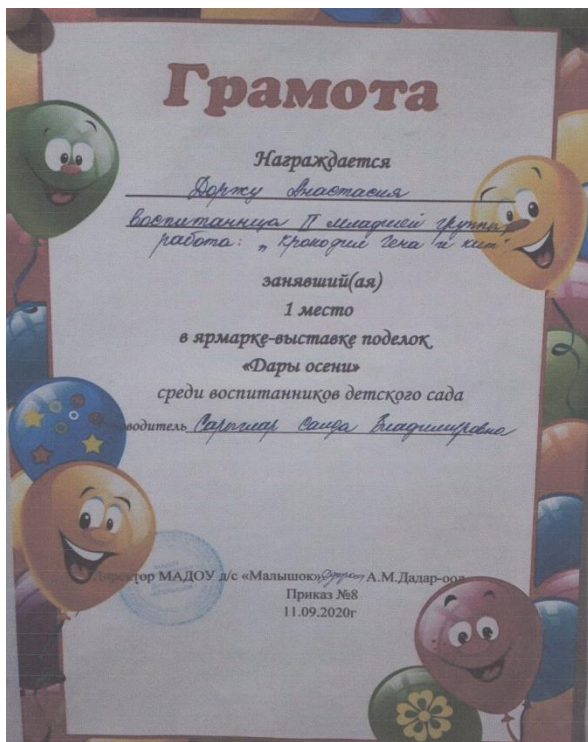 Грамота
Награждается
Доржу Анастасия
воспитанница II младшей группы,
работа: „Крокодил Гена и кит"
занявший(ая)
1 место
в ярмарке-выставке поделок
«Дары осени»
среди воспитанников детского сада
Руководитель Сарыглар Саида Владимировна
Директор МАДОУ д/с «Малышок» А.М.Дадар-оол
Приказ №8
11.09.2020г